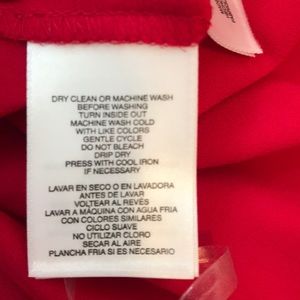 DRY CLEAN OR MACHINE WASH
BEFORE WASHING
TURN INSIDE OUT
MACHINE WASH COLD
WITH LIKE COLORS
GENTLE CYCLE
DO NOT BLEACH
DRIP DRY
PRESS WITH COOL IRON
IF NECESSARY
LAVAR EN SECO O EN LAVADORA
ANTES DE LAVAR
VOLTEAR AL REVÉS
LAVAR A MÁQUINA CON AGUA FRIA
CON COLORES SIMILARES
CICLO SUAVE
NO UTILIZAR CLORO
SECAR AL AIRE
PLANCHA FRIA SI ES NECESARIO